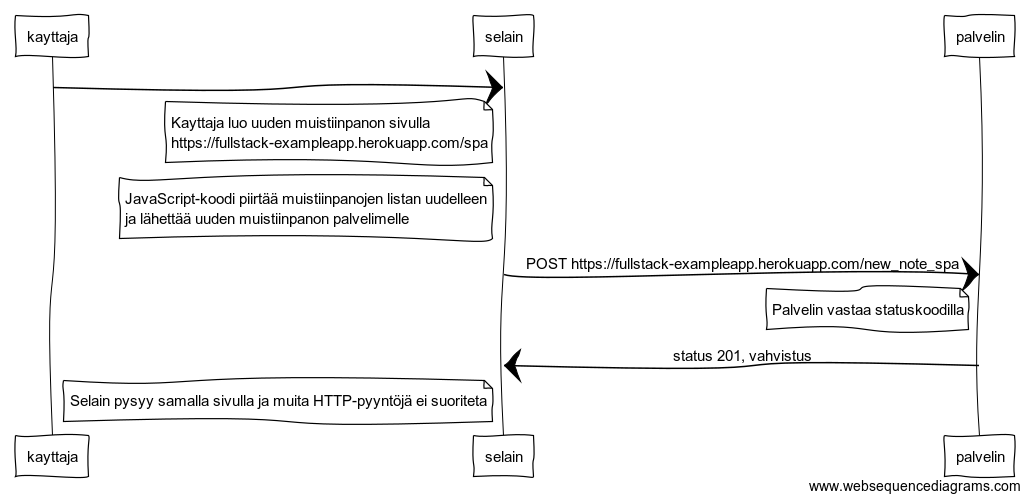 kayttaja
selain
palvelin
Kayttaja luo uuden muistiinpanon sivulla
https://fullstack-exampleapp.herokuapp.com/spa
JavaScript-koodi piirtää muistiinpanojen listan uudelleen
ja lähettää uuden muistiinpanon palvelimelle
POST https://fullstack-exampleapp.herokuapp.com/new_note_spa
Palvelin vastaa statuskoodilla
status 201, vahvistus
Selain pysyy samalla sivulla ja muita HTTP-pyyntöjä ei suoriteta
kayttaja
selain
palvelin
www.websequencediagrams.com